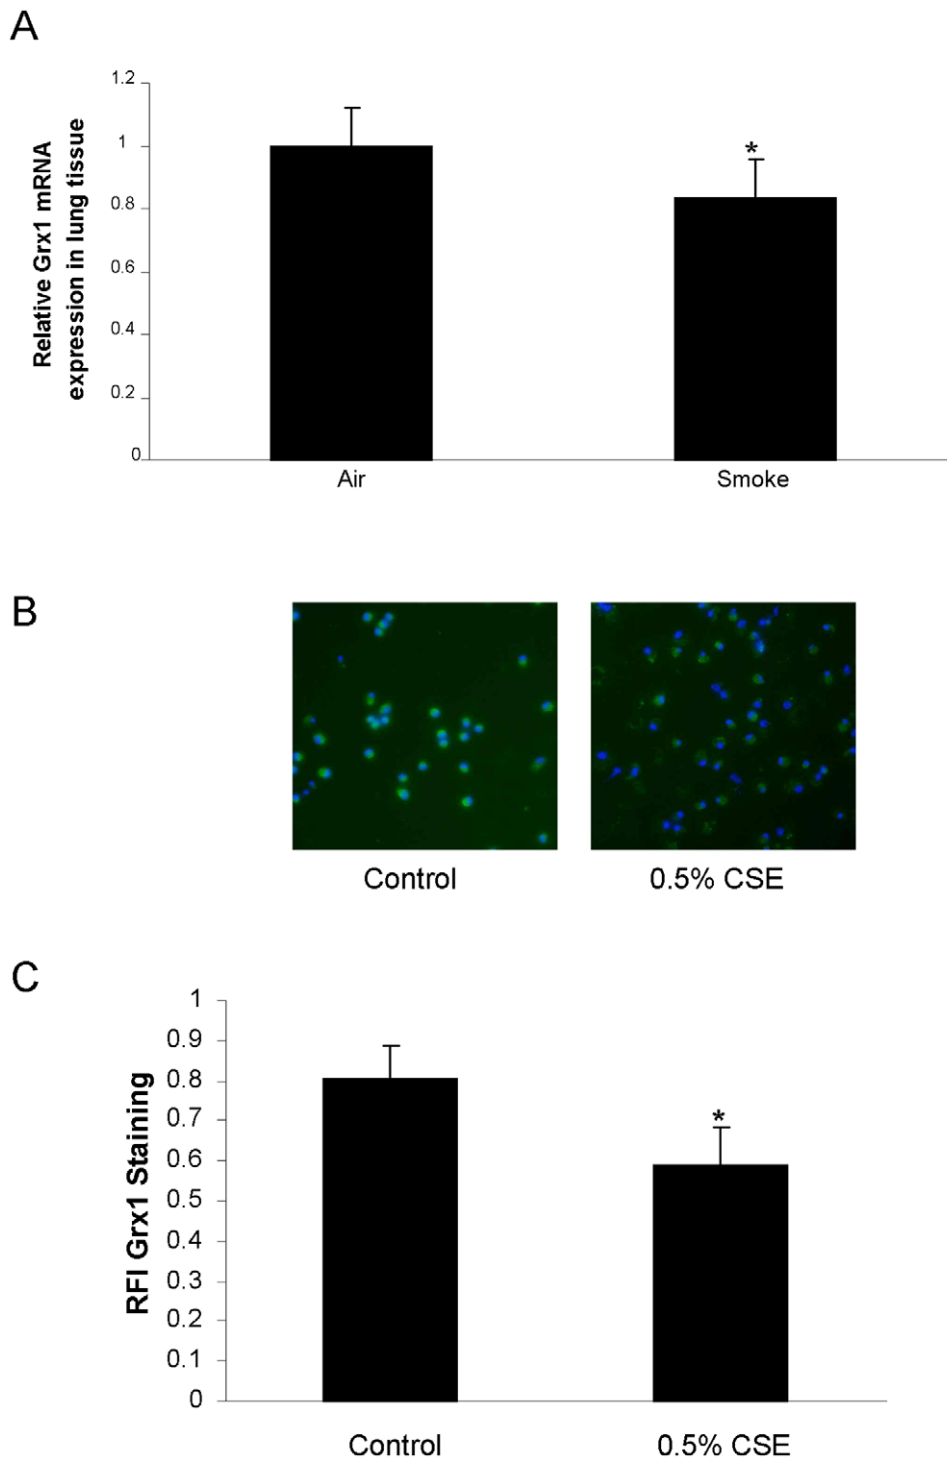 A
Relative Grx1 mRNA
expression in lung tissue
1.2
1
0.8
0.6
0.4
0.2
0
*
Air
Smoke
B
Control
0.5% CSE
C
RFI Grx1 Staining
1
0.9
0.8
0.7
0.6
0.5
0.4
0.3
0.2
0.1
0
*
Control
0.5% CSE